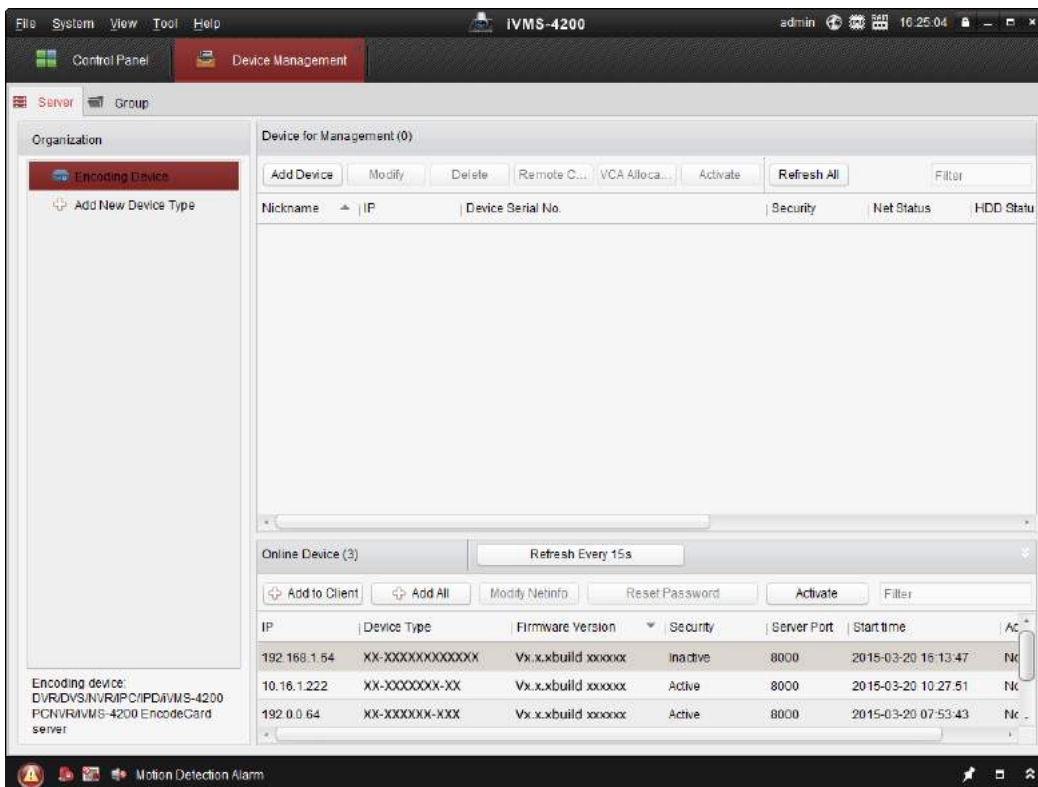 File System View Tool Help iVMS-4200 admin 16:25:04
Control Panel Device Management
Server Group
Organization
Encoding Device
Add New Device Type
Encoding device:
DVR/DVS/NVR/IPC/IPD/iVMS-4200
PCNVR/iVMS-4200 EncodeCard
server
Device for Management (0)
Add Device Modify Delete Remote C... VCA Alloca... Activate Refresh All Filter
Nickname IP Device Serial No. Security Net Status HDD Statu
Online Device (3) Refresh Every 15s
Add to Client Add All Modify Netinfo Reset Password Activate Filter
IP Device Type Firmware Version Security Server Port Start time Ac
192.168.1.64 XX-XXXXXXXXXXXX Vx.x.xbuild xxxxxx Inactive 8000 2015-03-20 16:13:47 Nc
10.16.1.222 XX-XXXXXXX-XX Vx.x.xbuild xxxxxx Active 8000 2015-03-20 10:27:51 Nc
192.0.0.64 XX-XXXXXX-XXX Vx.x.xbuild xxxxxx Active 8000 2015-03-20 07:53:43 Nc
Motion Detection Alarm